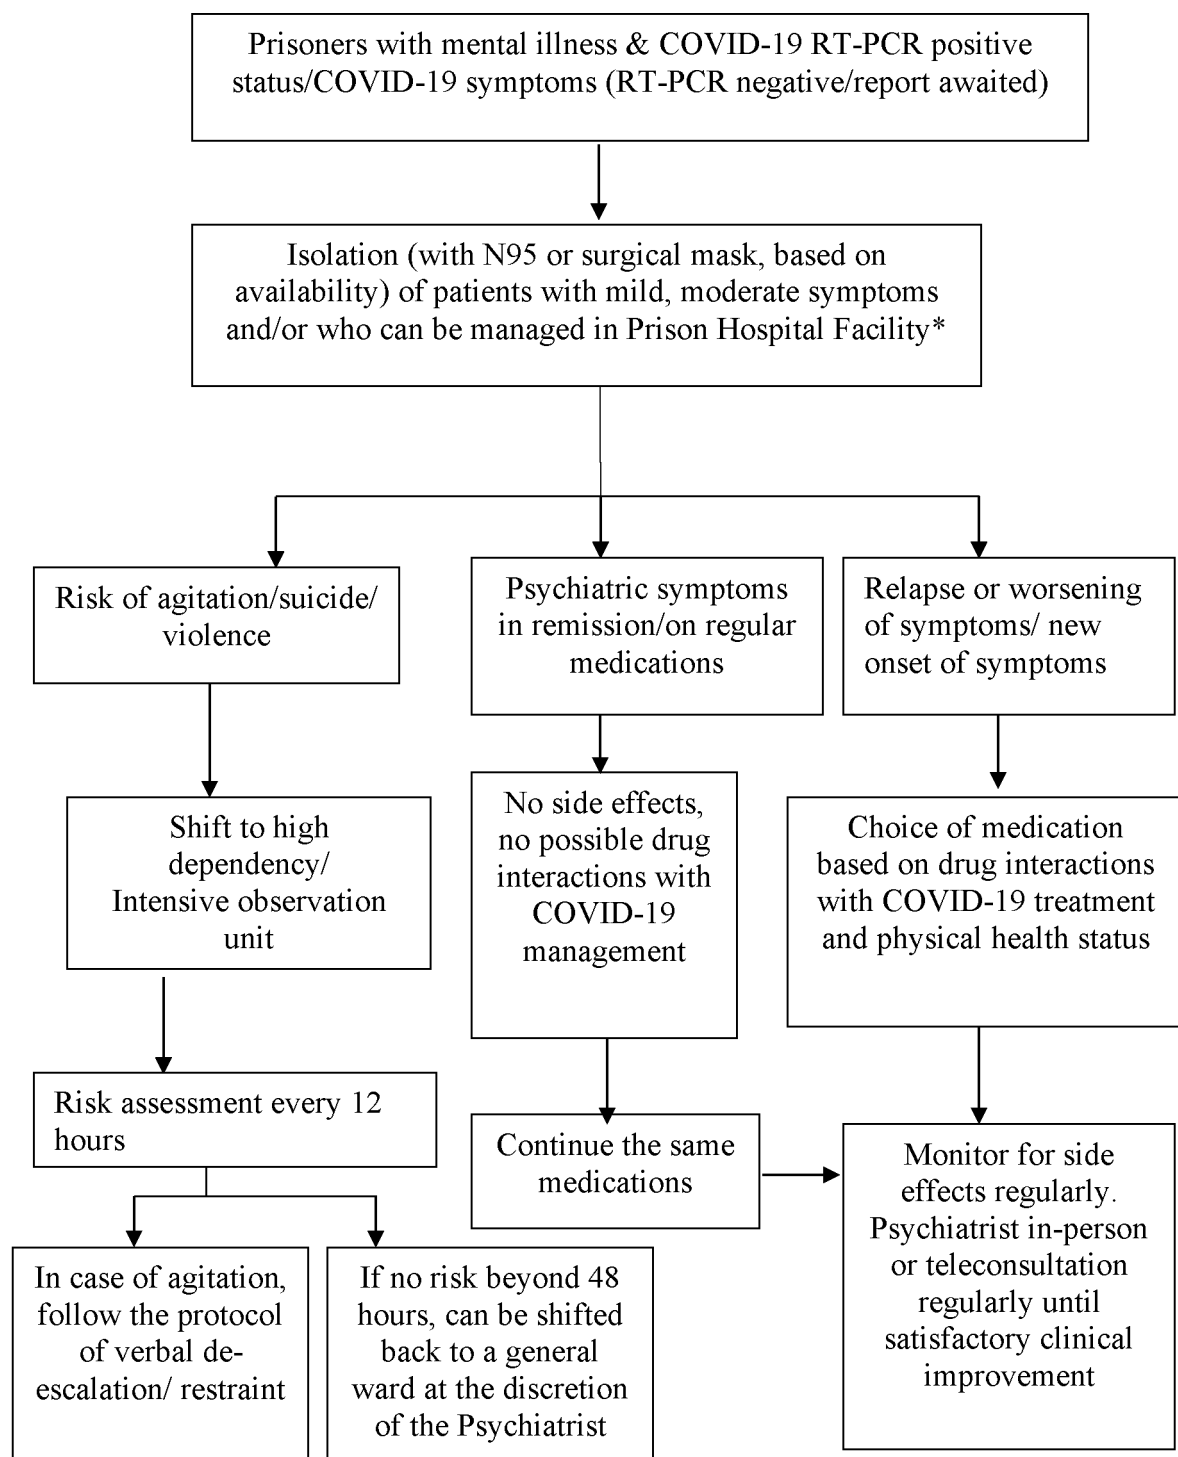 Prisoners with mental illness & COVID-19 RT-PCR positive
status/COVID-19 symptoms (RT-PCR negative/report awaited)
Isolation (with N95 or surgical mask, based on
availability) of patients with mild, moderate symptoms
and/or who can be managed in Prison Hospital Facility*
Risk of agitation/suicide/
violence
Psychiatric symptoms
in remission/on regular
medications
Relapse or worsening
of symptoms/ new
onset of symptoms
Shift to high
dependency/
Intensive observation
unit
No side effects,
no possible drug
interactions with
COVID-19
management
Choice of medication
based on drug interactions
with COVID-19 treatment
and physical health status
Risk assessment every 12
hours
Continue the same
medications
Monitor for side
effects regularly.
Psychiatrist in-person
or teleconsultation
regularly until
satisfactory clinical
improvement
In case of agitation,
follow the protocol
of verbal de-
escalation/ restraint
If no risk beyond 48
hours, can be shifted
back to a general
ward at the discretion
of the Psychiatrist